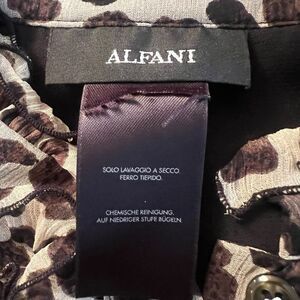 ALFANI
SOLO LAVAGGIO A SECCO
FERRO TIEPIDO.
CHEMISCHE REINIGUNG.
AUF NIEDRIGER STUFE BÜGELN.